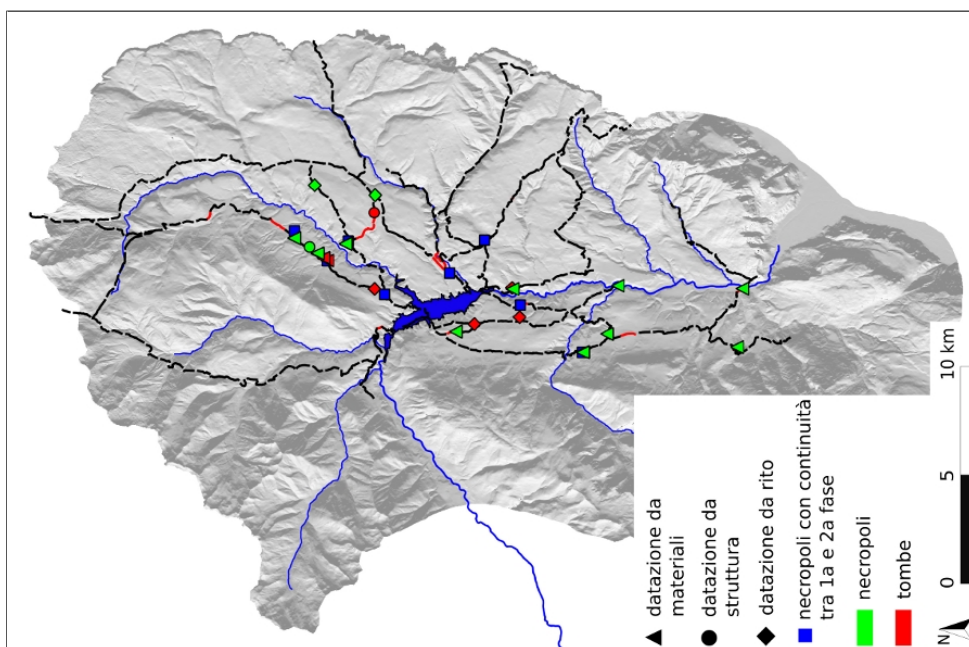 datazione da
materiali
datazione da
struttura
datazione da rito
necropoli con continuità
tra 1a e 2a fase
necropoli
tombe
N
0
5
10 km